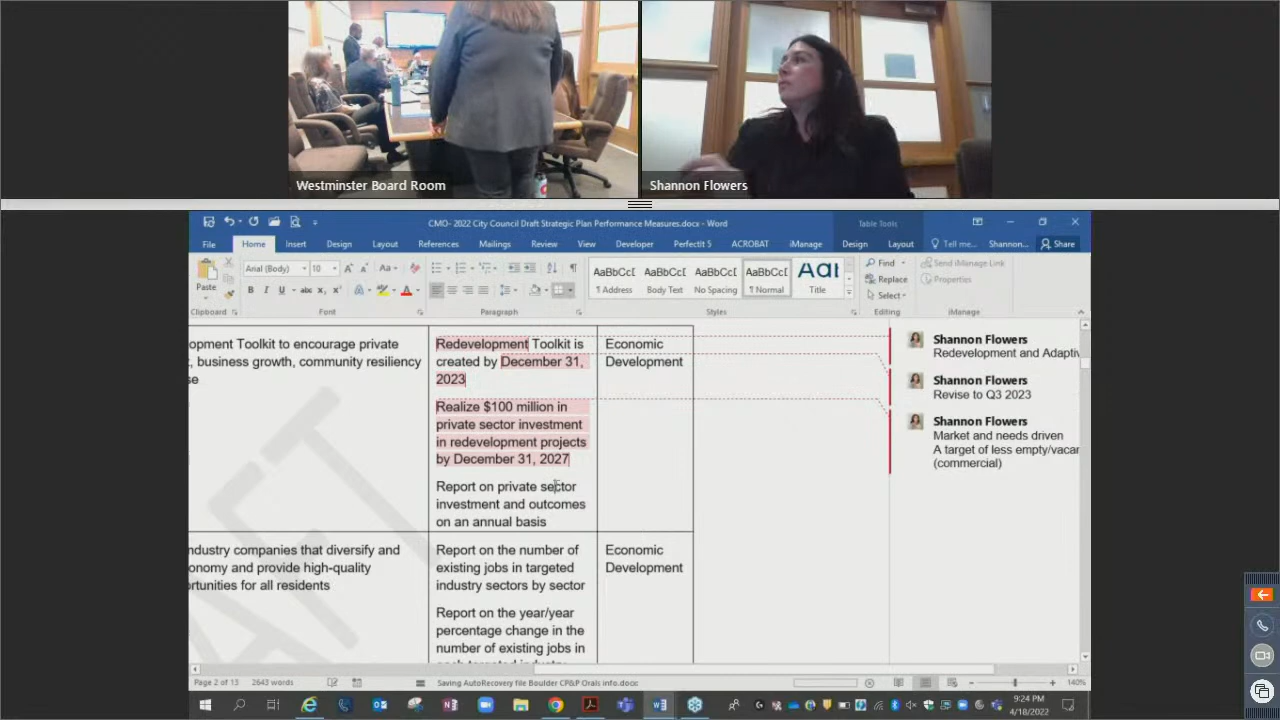 Westminster Board Room
Shannon Flowers
CMO- 2022 City Council Draft Strategic Plan Performance Measures.docx - Word
Table Tools
File Home Insert Design Layout References Mailings Review View Developer PerfectIt 5 ACROBAT iManage Design Layout Tell me... Shannon... Share
Paste
Arial (Body) 10
AaBbCcI AaBbCcI AaBbCcI AaBbCcI AaI
¶ Address Body Text No Spacing ¶ Normal Title
Find
Replace
Select
Send iManage Link
Properties
Clipboard Font Paragraph Styles Editing iManage
opment Toolkit to encourage private
, business growth, community resiliency
se
Redevelopment Toolkit is
created by December 31,
2023
Realize $100 million in
private sector investment
in redevelopment projects
by December 31, 2027
Report on private sector
investment and outcomes
on an annual basis
Economic
Development
ndustry companies that diversify and
onomy and provide high-quality
ortunities for all residents
Report on the number of
existing jobs in targeted
industry sectors by sector
Report on the year/year
percentage change in the
number of existing jobs in
each targeted industry
Economic
Development
Shannon Flowers
Redevelopment and Adaptiv
Shannon Flowers
Revise to Q3 2023
Shannon Flowers
Market and needs driven
A target of less empty/vacar
(commercial)
AFT
Page 2 of 13 2643 words Saving AutoRecovery file Boulder CP&P Orals info.docx 140%
9:24 PM
4/18/2022